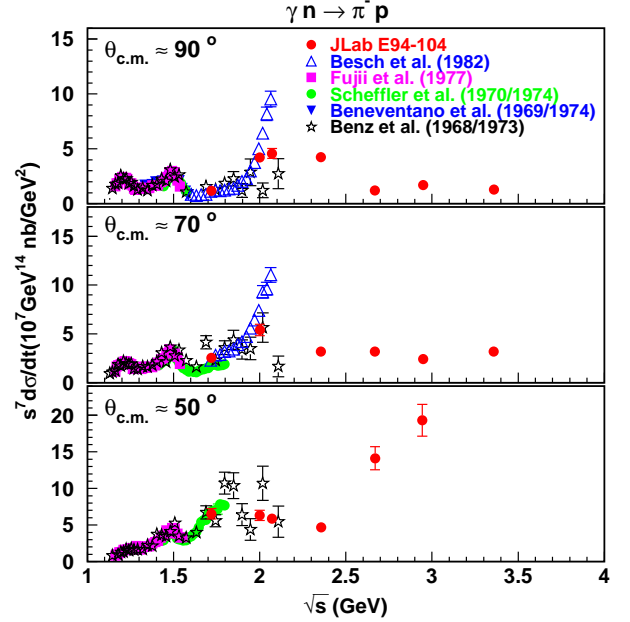 γ n → π⁻ p
θc.m. ≈ 90 °
JLab E94-104
Besch et al. (1982)
Fujii et al. (1977)
Scheffler et al. (1970/1974)
Beneventano et al. (1969/1974)
Benz et al. (1968/1973)
15
10
5
0
θc.m. ≈ 70 °
15
10
5
0
θc.m. ≈ 50 °
20
15
10
5
0
s⁷dσ/dt(10⁷GeV¹⁴ nb/GeV²)
1 1.5 2 2.5 3 3.5 4
√s (GeV)